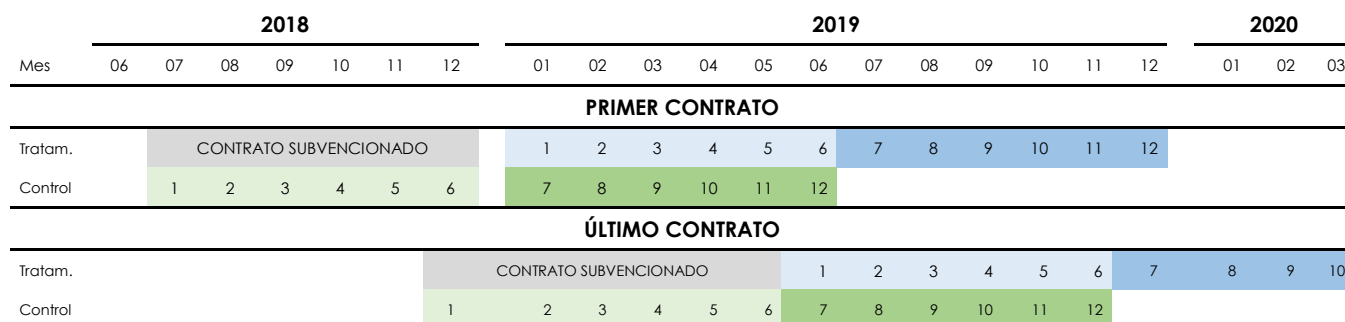 2018 2019 2020
Mes 06 07 08 09 10 11 12 01 02 03 04 05 06 07 08 09 10 11 12 01 02 03
PRIMER CONTRATO
Tratam. CONTRATO SUBVENCIONADO 1 2 3 4 5 6 7 8 9 10 11 12
Control 1 2 3 4 5 6 7 8 9 10 11 12
ÚLTIMO CONTRATO
Tratam. CONTRATO SUBVENCIONADO 1 2 3 4 5 6 7 8 9 10
Control 1 2 3 4 5 6 7 8 9 10 11 12